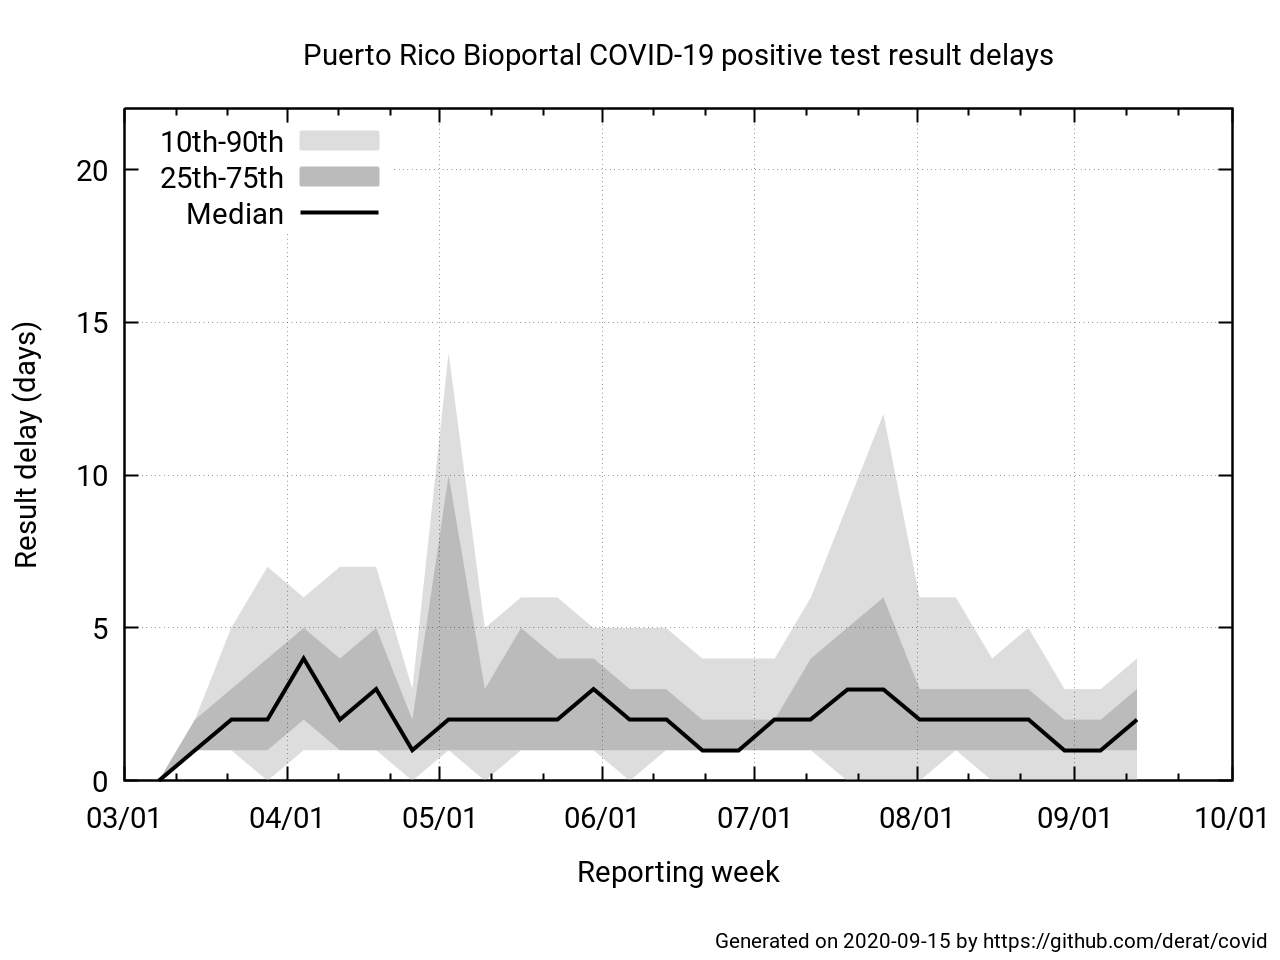 Puerto Rico Bioportal COVID-19 positive test result delays
10th-90th
25th-75th
Median
20
15
10
5
0
Result delay (days)
03/01 04/01 05/01 06/01 07/01 08/01 09/01 10/01
Reporting week
Generated on 2020-09-15 by https://github.com/derat/covid